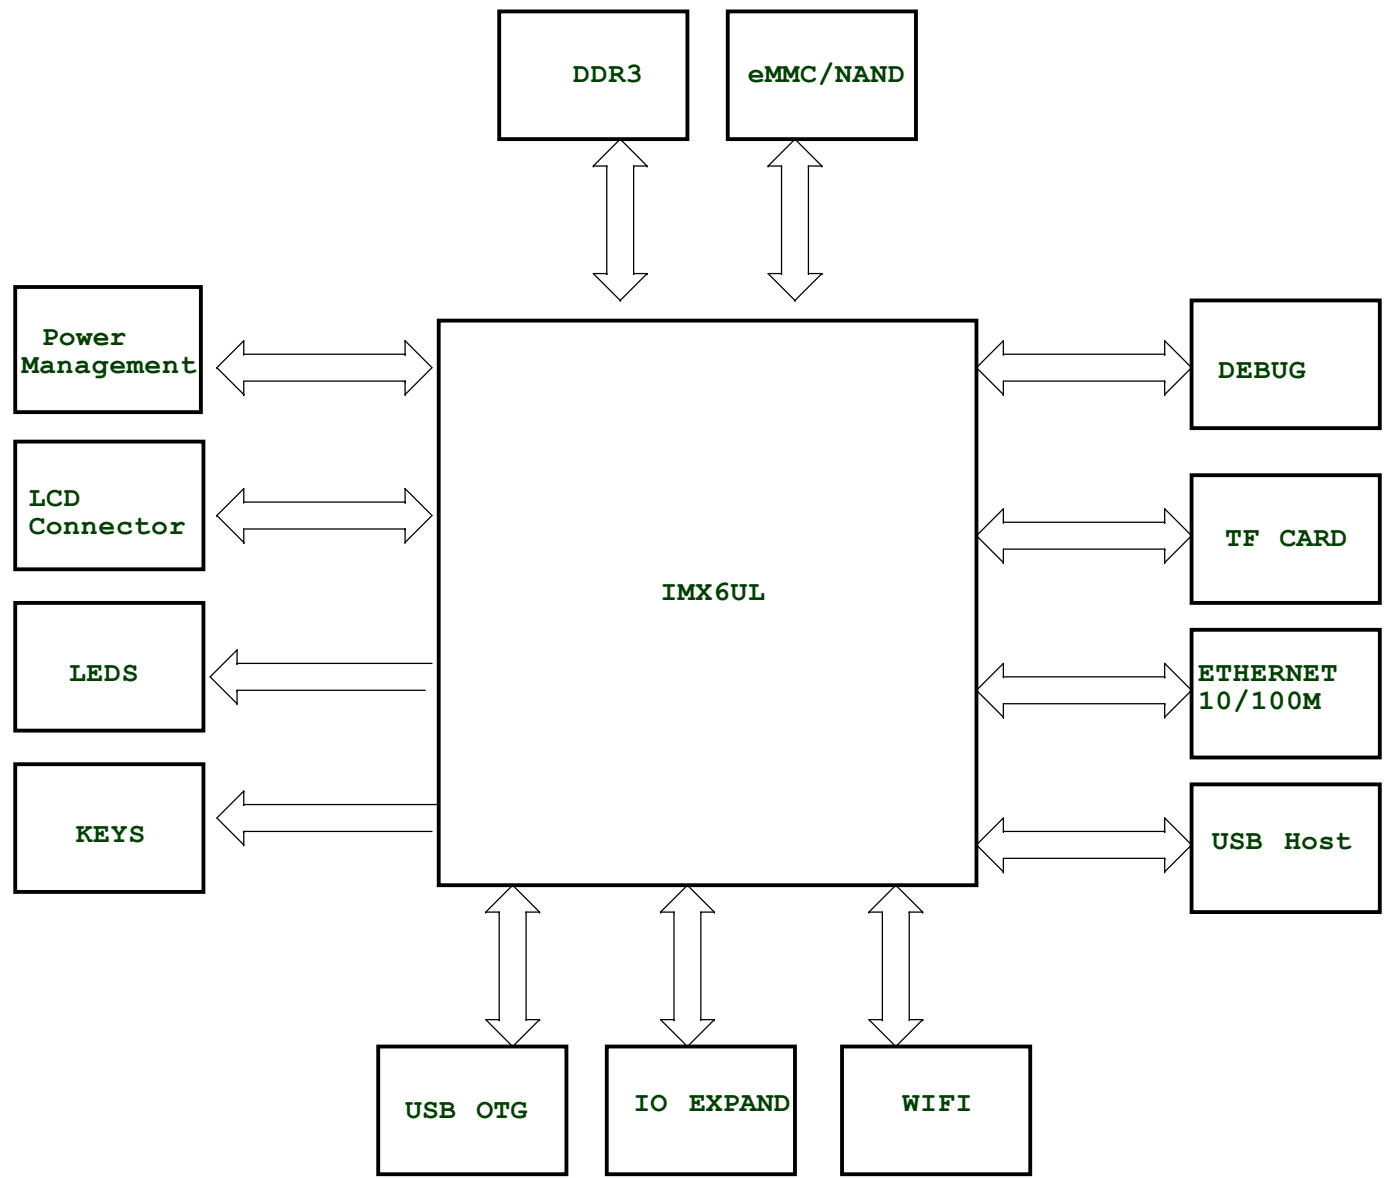 DDR3
eMMC/NAND
Power
Management
DEBUG
LCD
Connector
TF CARD
IMX6UL
LEDS
ETHERNET
10/100M
KEYS
USB Host
USB OTG
IO EXPAND
WIFI